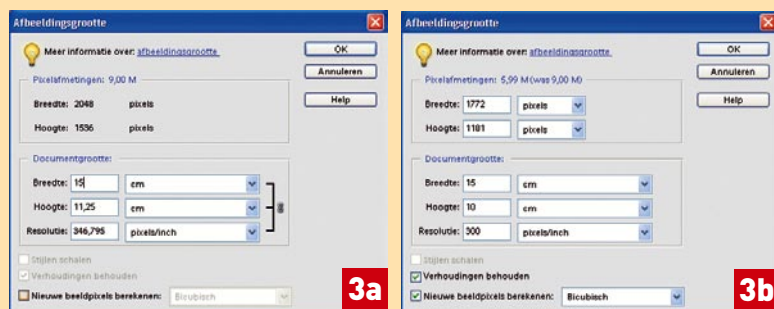 Afbeeldingsgrootte
Meer informatie over: afbeeldingsgrootte
OK
Annuleren
Help
Pixelafmetingen: 9,00 M
Breedte: 2048 pixels
Hoogte: 1536 pixels
Documentgrootte:
Breedte: 15 cm
Hoogte: 11,25 cm
Resolutie: 346,795 pixels/inch
Stijlen schalen
Verhoudingen behouden
Nieuwe beeldpixels berekenen: Bicubisch
3a
Afbeeldingsgrootte
Meer informatie over: afbeeldingsgrootte
OK
Annuleren
Help
Pixelafmetingen: 5,99 M (was 9,00 M)
Breedte: 1772 pixels
Hoogte: 1181 pixels
Documentgrootte:
Breedte: 15 cm
Hoogte: 10 cm
Resolutie: 300 pixels/inch
Stijlen schalen
Verhoudingen behouden
Nieuwe beeldpixels berekenen: Bicubisch
3b